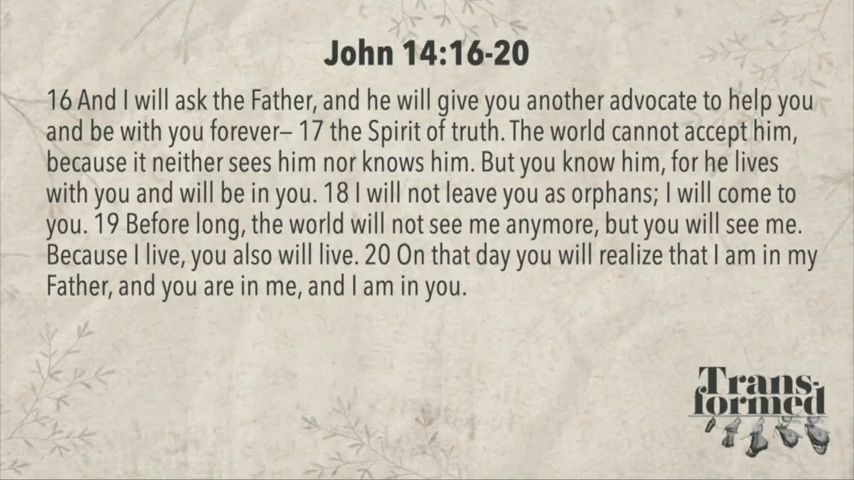 John 14:16-20
16 And I will ask the Father, and he will give you another advocate to help you
and be with you forever– 17 the Spirit of truth. The world cannot accept him,
because it neither sees him nor knows him. But you know him, for he lives
with you and will be in you. 18 I will not leave you as orphans; I will come to
you. 19 Before long, the world will not see me anymore, but you will see me.
Because I live, you also will live. 20 On that day you will realize that I am in my
Father, and you are in me, and I am in you.
Trans-
formed